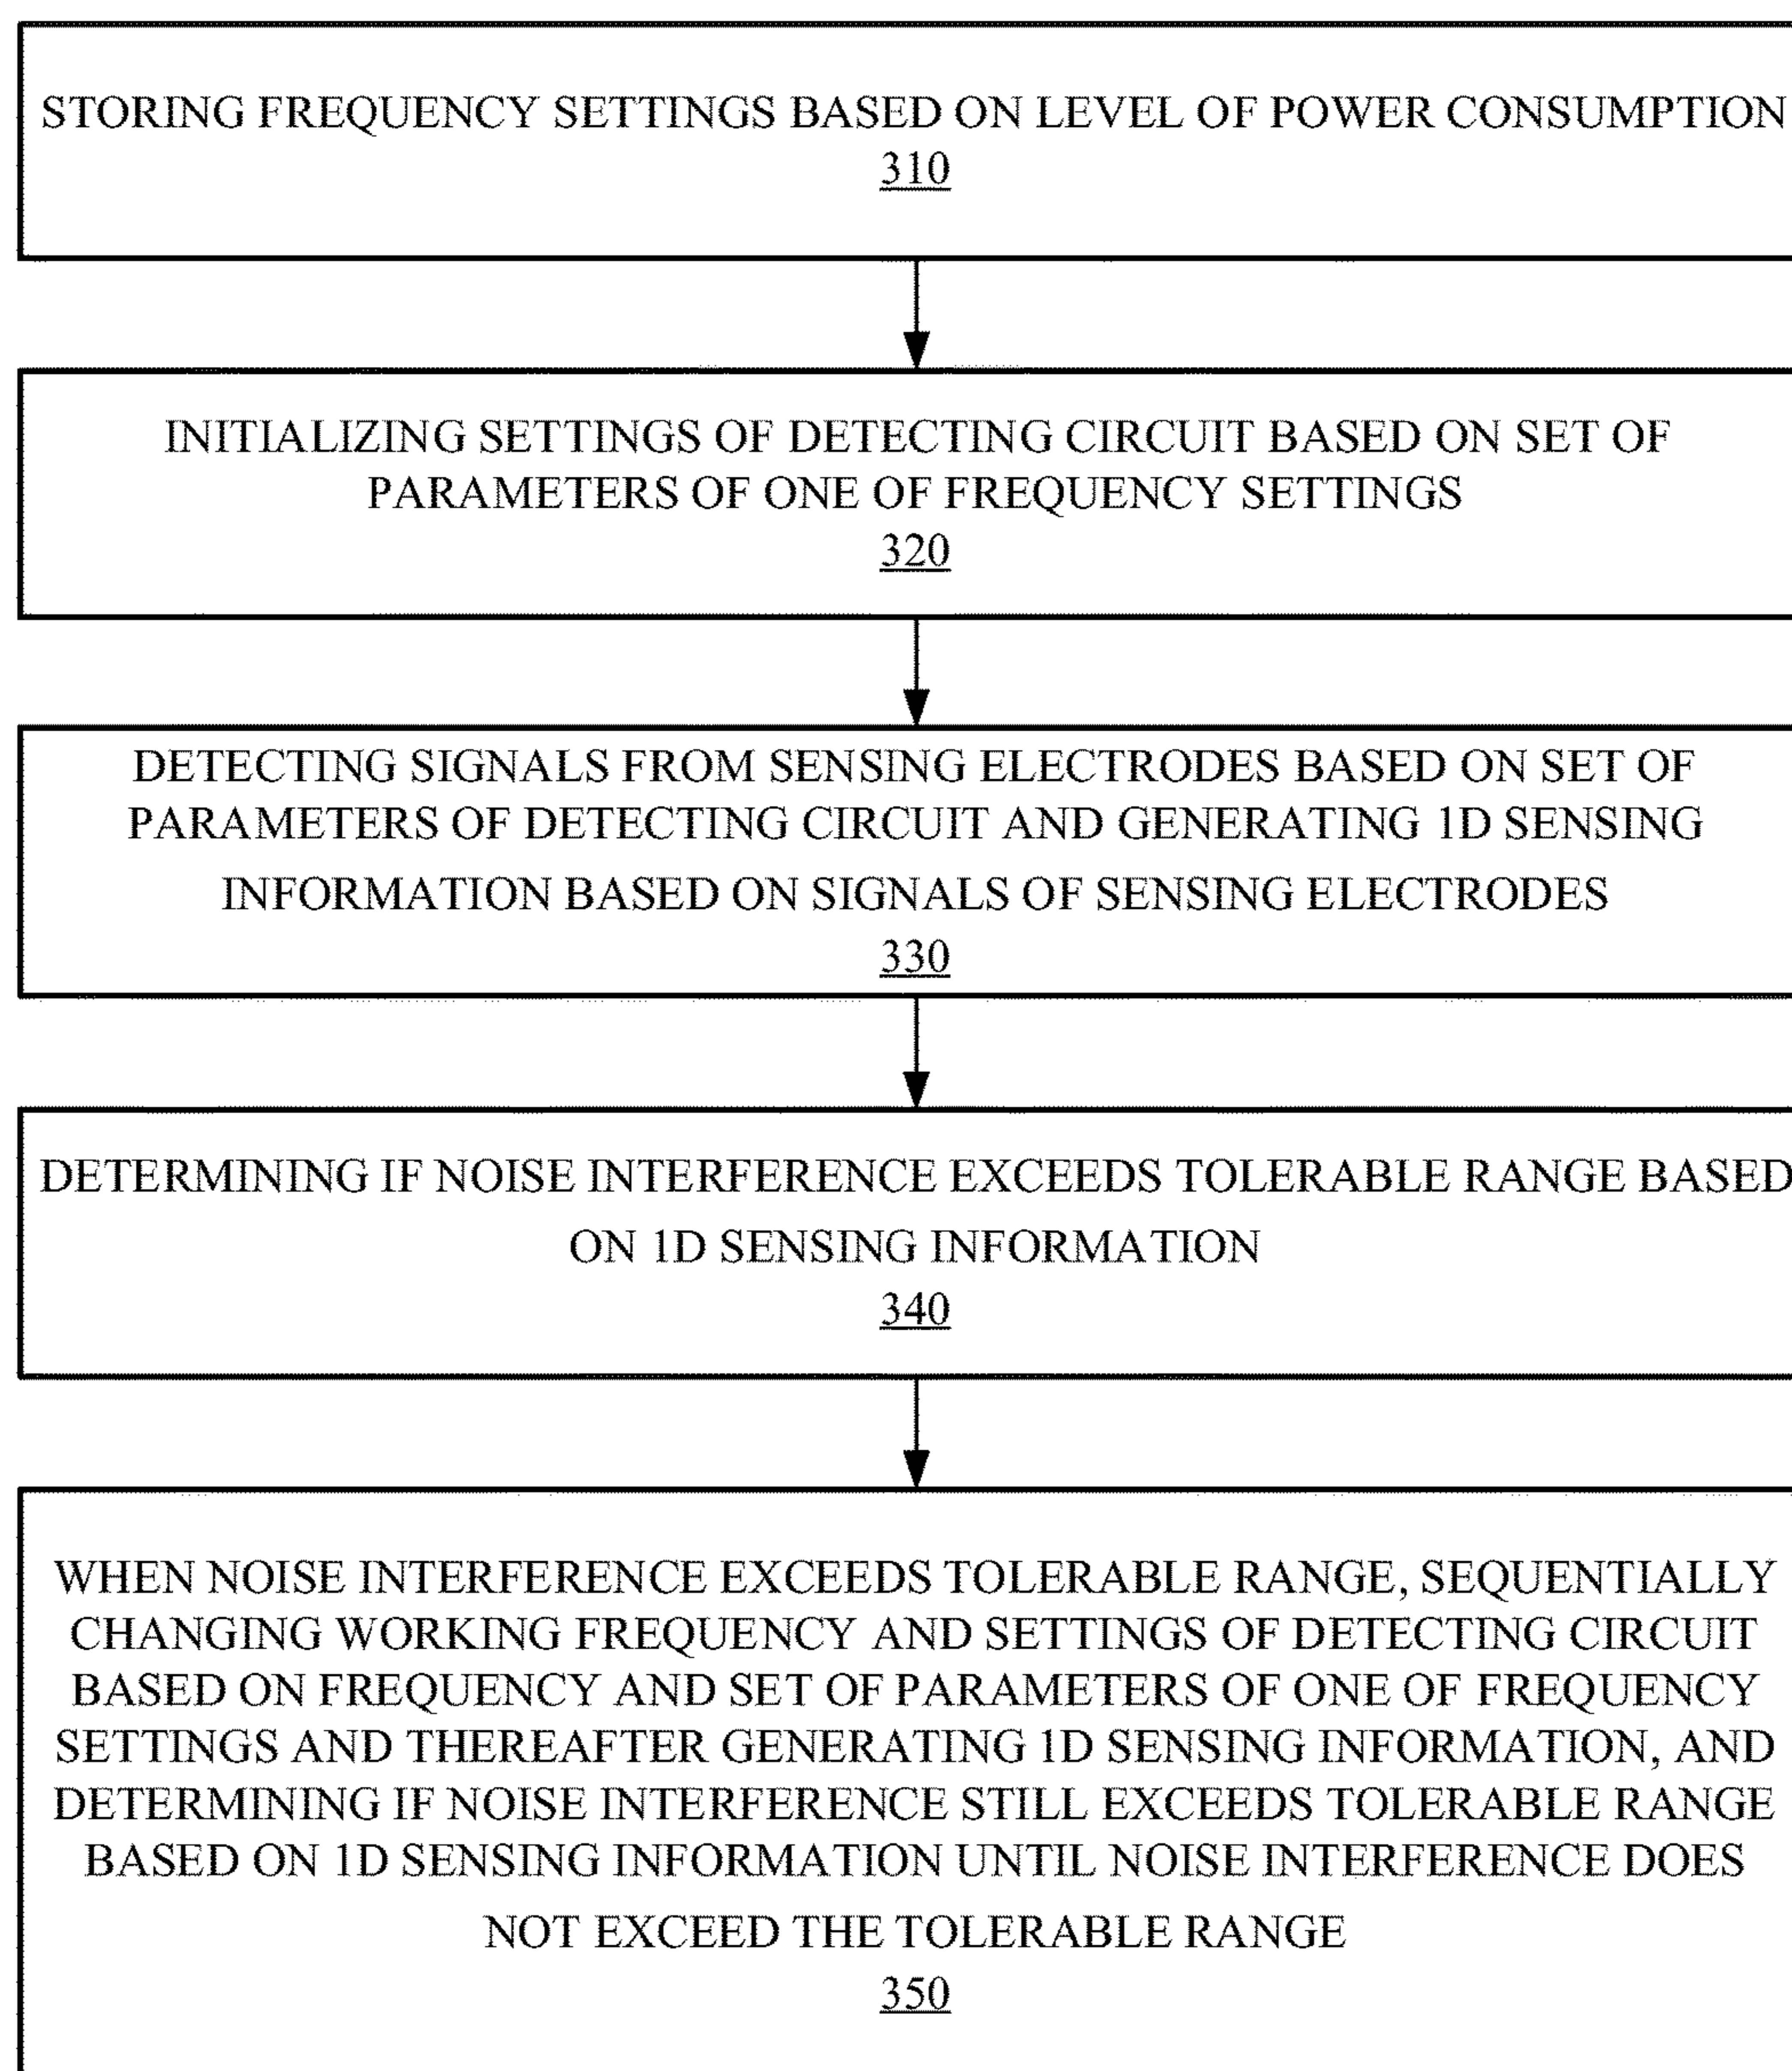 STORING FREQUENCY SETTINGS BASED ON LEVEL OF POWER CONSUMPTION
310
INITIALIZING SETTINGS OF DETECTING CIRCUIT BASED ON SET OF
PARAMETERS OF ONE OF FREQUENCY SETTINGS
320
DETECTING SIGNALS FROM SENSING ELECTRODES BASED ON SET OF
PARAMETERS OF DETECTING CIRCUIT AND GENERATING 1D SENSING
INFORMATION BASED ON SIGNALS OF SENSING ELECTRODES
330
DETERMINING IF NOISE INTERFERENCE EXCEEDS TOLERABLE RANGE BASED
ON 1D SENSING INFORMATION
340
WHEN NOISE INTERFERENCE EXCEEDS TOLERABLE RANGE, SEQUENTIALLY
CHANGING WORKING FREQUENCY AND SETTINGS OF DETECTING CIRCUIT
BASED ON FREQUENCY AND SET OF PARAMETERS OF ONE OF FREQUENCY
SETTINGS AND THEREAFTER GENERATING 1D SENSING INFORMATION, AND
DETERMINING IF NOISE INTERFERENCE STILL EXCEEDS TOLERABLE RANGE
BASED ON 1D SENSING INFORMATION UNTIL NOISE INTERFERENCE DOES
NOT EXCEED THE TOLERABLE RANGE
350